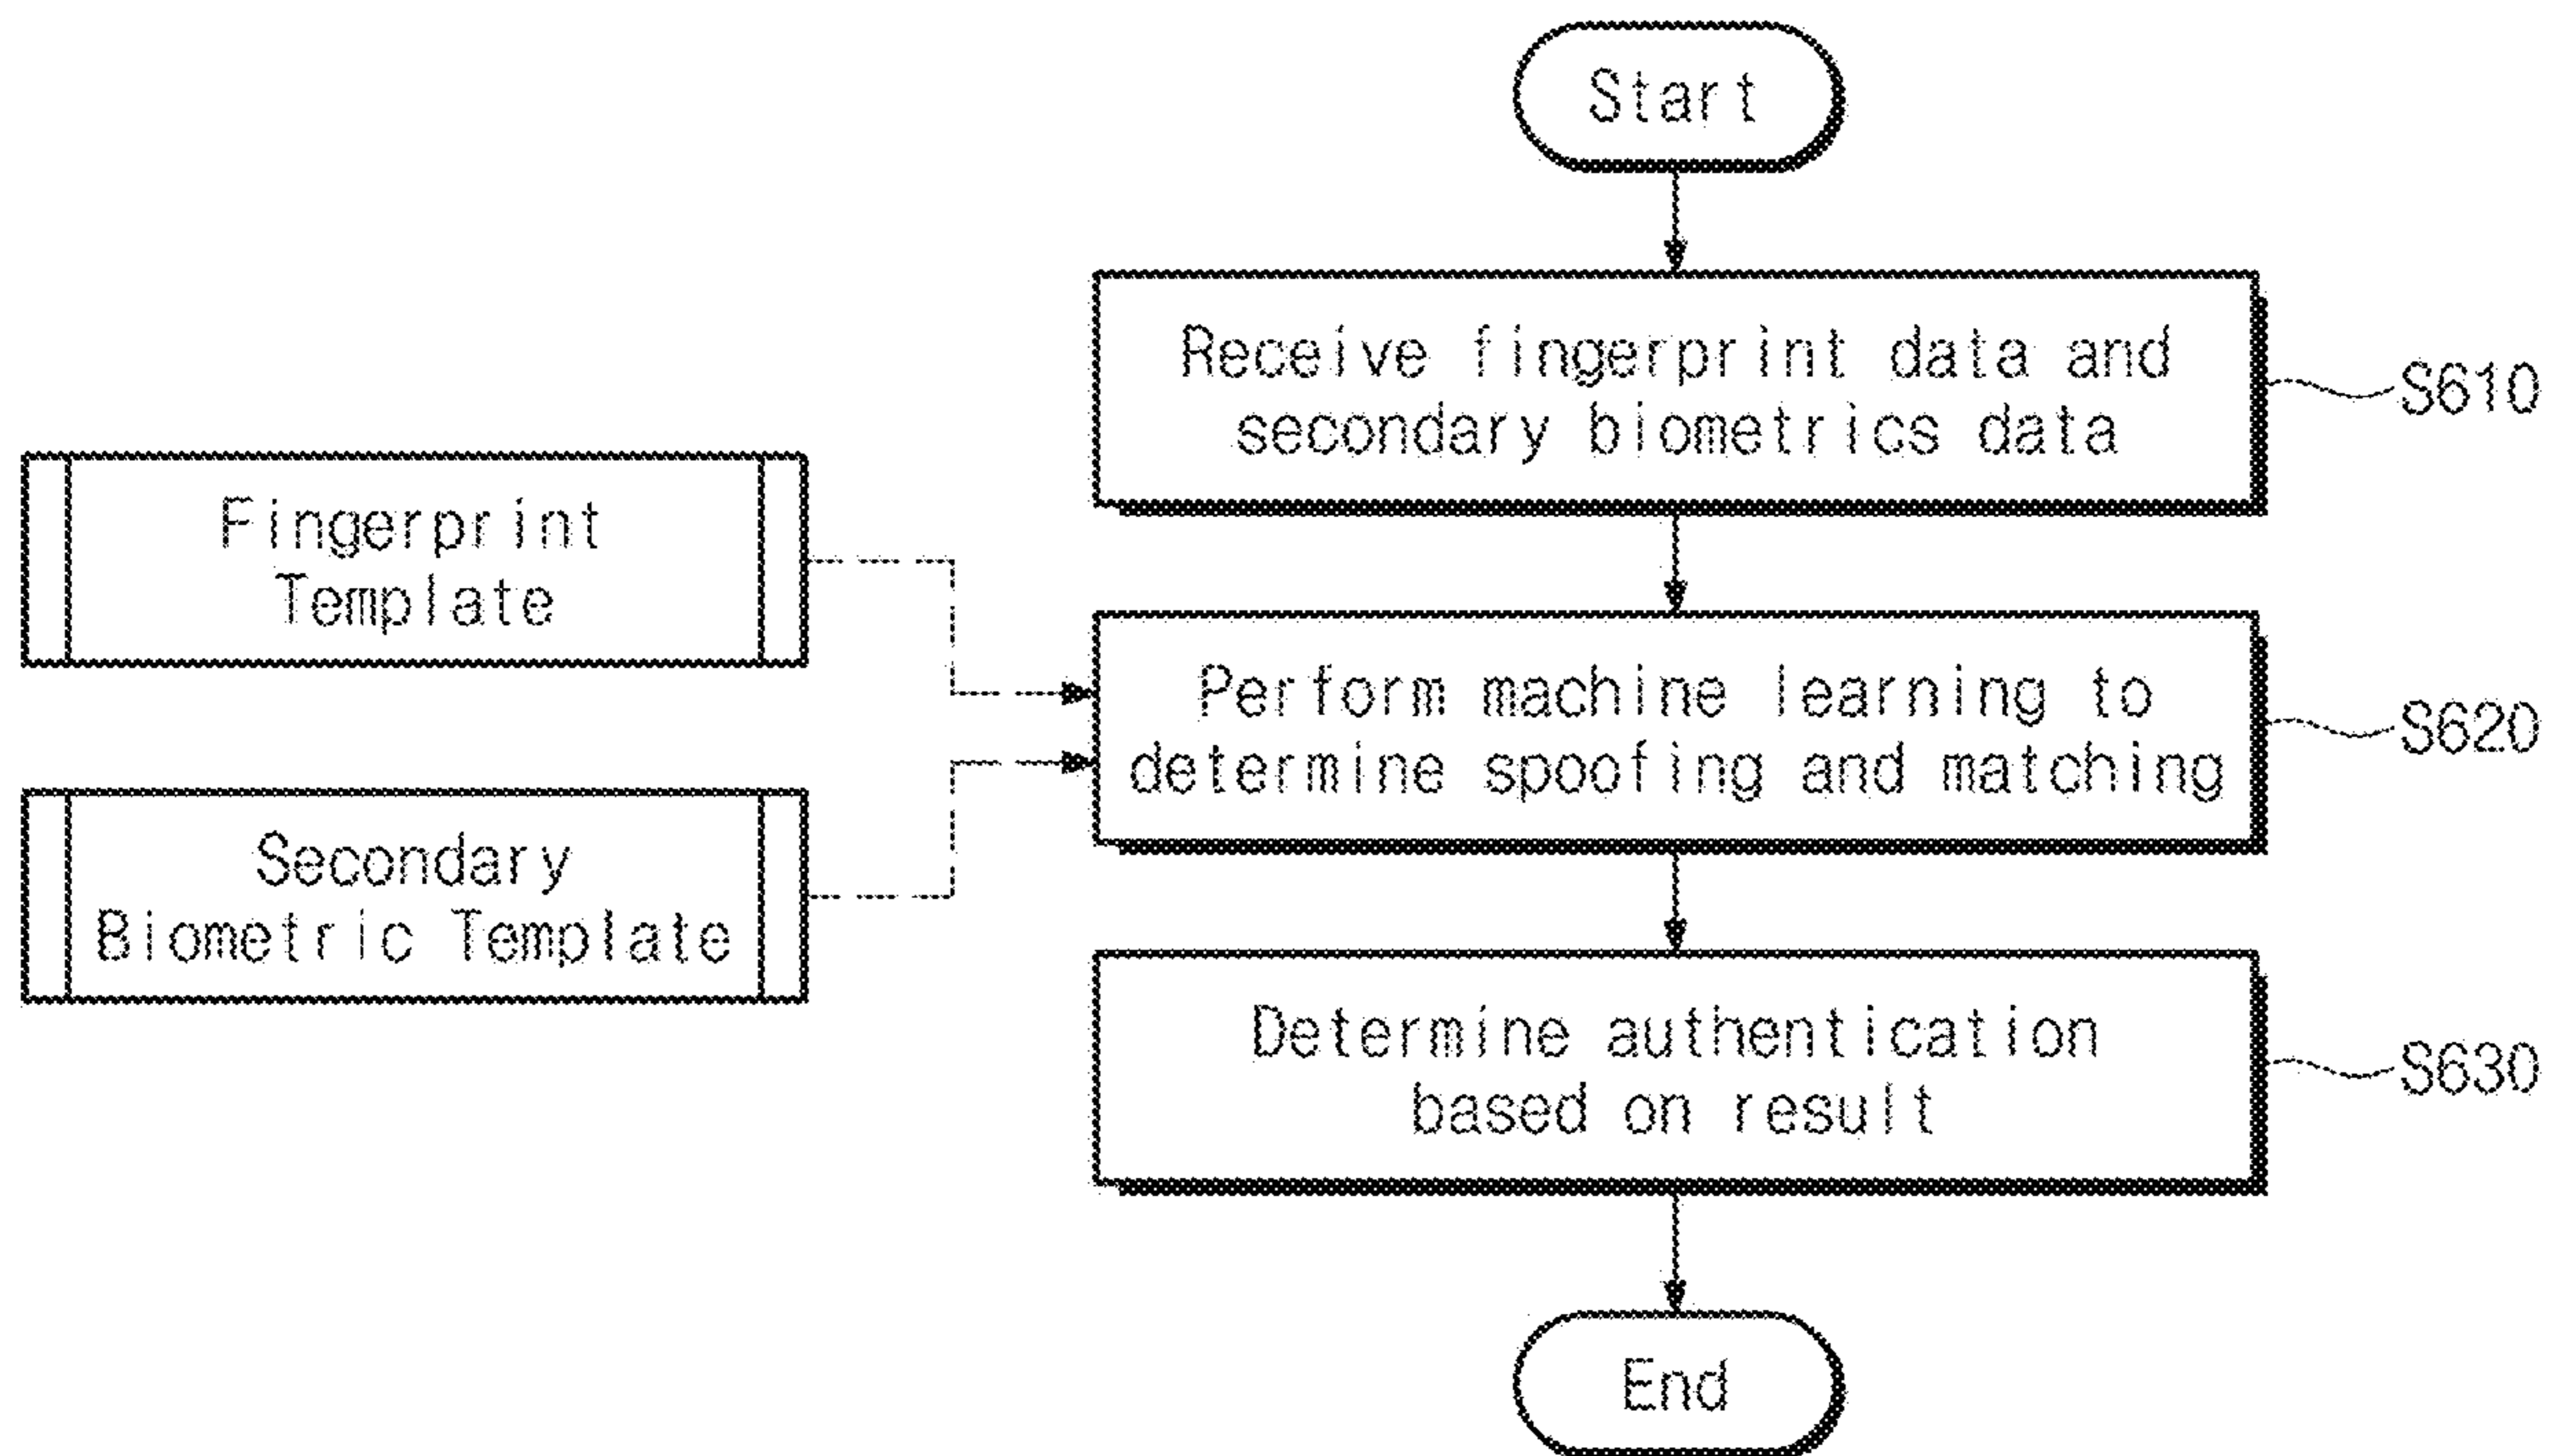 Start
Receive fingerprint data and
secondary biometrics data
S610
Fingerprint
Template
Perform machine learning to
determine spoofing and matching
S620
Secondary
Biometric Template
Determine authentication
based on result
S630
End